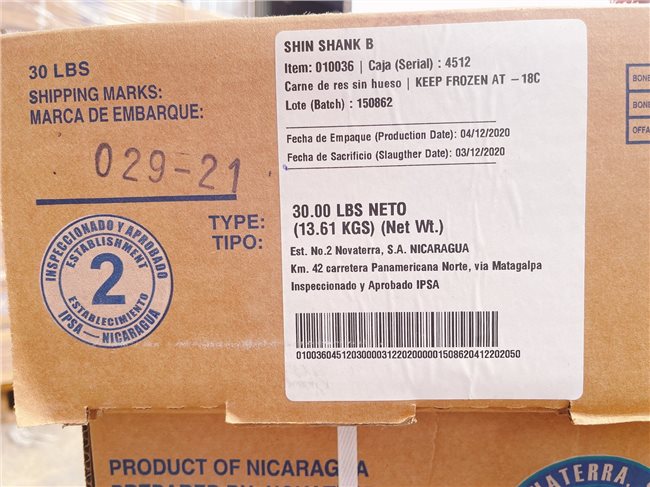 30 LBS
SHIPPING MARKS:
MARCA DE EMBARQUE:
029-21
TYPE:
TIPO:
INSPECCIONADO Y APROBADO
ESTABLISHMENT
2
ESTABLECIMIENTO
IPSA — NICARAGUA
SHIN SHANK B
Item: 010036 | Caja (Serial) : 4512
Carne de res sin hueso | KEEP FROZEN AT –18C
Lote (Batch) : 150862
Fecha de Empaque (Production Date): 04/12/2020
Fecha de Sacrificio (Slaugther Date): 03/12/2020
30.00 LBS NETO
(13.61 KGS) (Net Wt.)
Est. No.2 Novaterra, S.A. NICARAGUA
Km. 42 carretera Panamericana Norte, via Matagalpa
Inspeccionado y Aprobado IPSA
01003604512030000312202000001508620412202050
BONE
BONE
OFFA
PRODUCT OF NICARAGUA